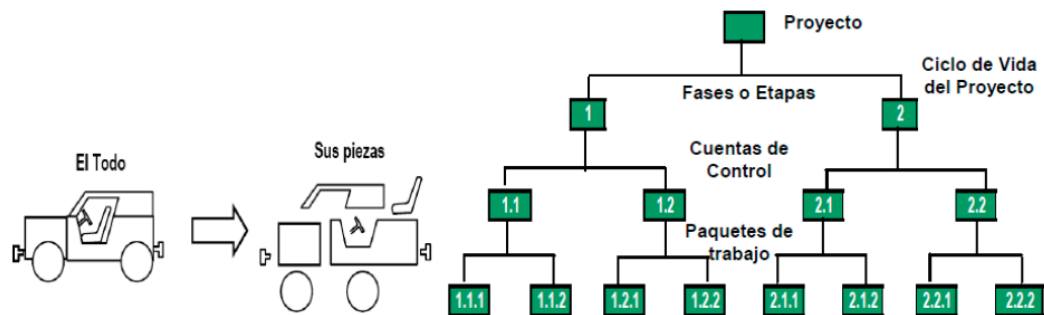 El Todo
Sus piezas
Proyecto
Ciclo de Vida
del Proyecto
Fases o Etapas
1
2
Cuentas de
Control
1.1
1.2
2.1
2.2
Paquetes de
trabajo
1.1.1
1.1.2
1.2.1
1.2.2
2.1.1
2.1.2
2.2.1
2.2.2